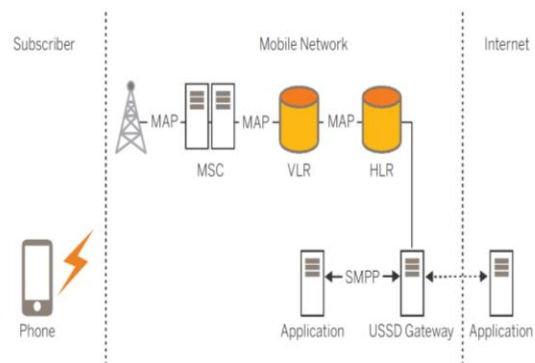 Subscriber Mobile Network Internet
MAP MAP MAP
MSC VLR HLR
SMPP
Phone Application USSD Gateway Application